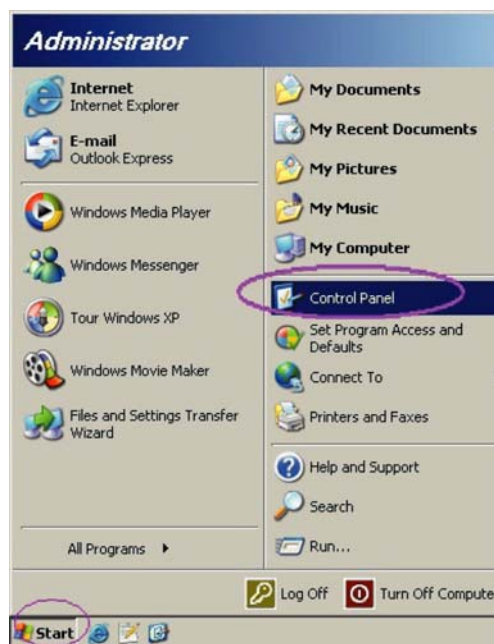 Administrator
Internet
Internet Explorer
E-mail
Outlook Express
Windows Media Player
Windows Messenger
Tour Windows XP
Windows Movie Maker
Files and Settings Transfer
Wizard
All Programs
My Documents
My Recent Documents
My Pictures
My Music
My Computer
Control Panel
Set Program Access and
Defaults
Connect To
Printers and Faxes
Help and Support
Search
Run...
Log Off
Turn Off Compute
Start